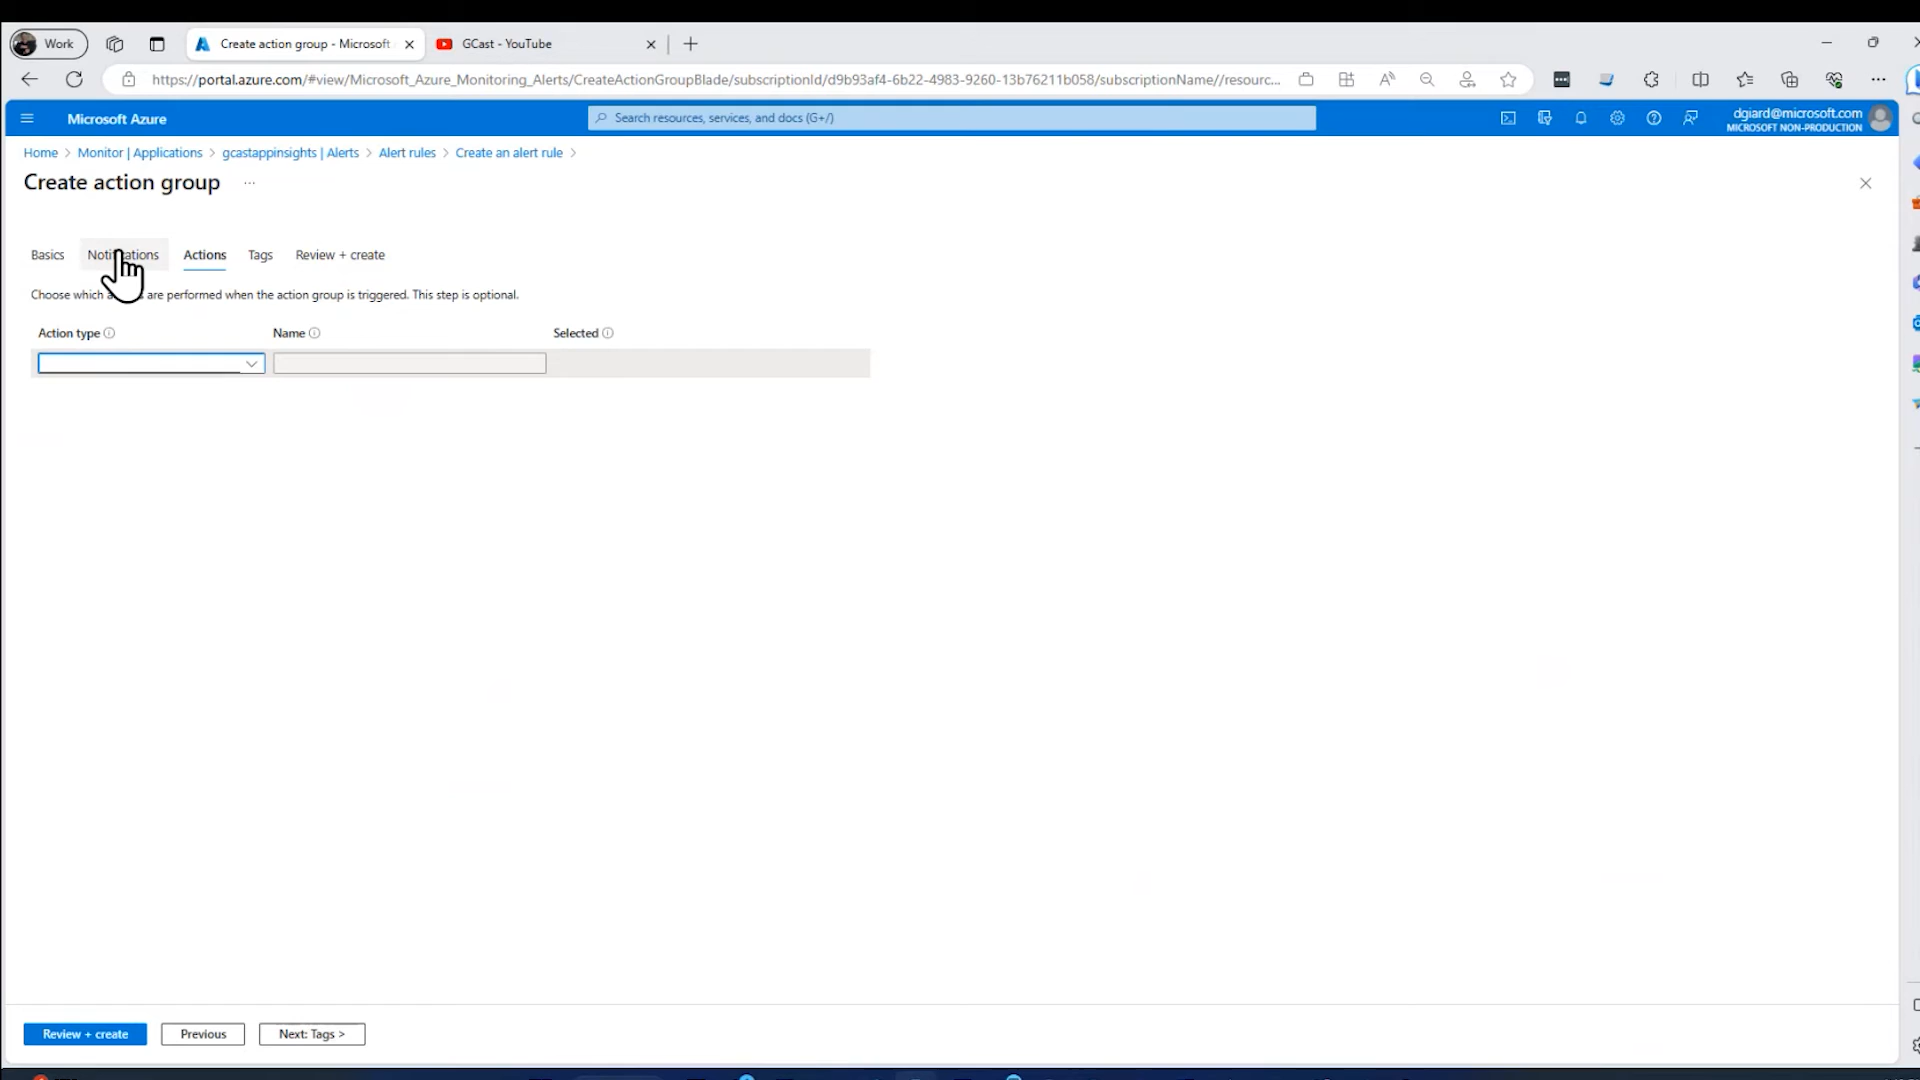 Work
Create action group - Microsoft
GCast - YouTube
https://portal.azure.com/#view/Microsoft_Azure_Monitoring_Alerts/CreateActionGroupBlade/subscriptionId/d9b93af4-6b22-4983-9260-13b76211b058/subscriptionName//resourc...
Microsoft Azure
Search resources, services, and docs (G+/)
dgiard@microsoft.com
MICROSOFT NON-PRODUCTION
Home > Monitor | Applications > gcastappinsights | Alerts > Alert rules > Create an alert rule >
Create action group ...
Basics Notifications Actions Tags Review + create
Choose which are performed when the action group is triggered. This step is optional.
Action type Name Selected
Review + create Previous Next: Tags >